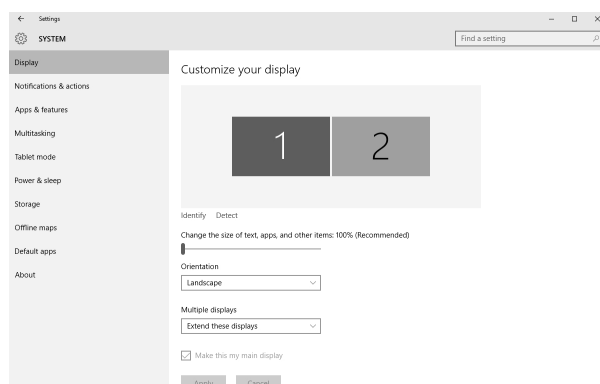 Settings
SYSTEM
Find a setting
Display
Notifications & actions
Apps & features
Multitasking
Tablet mode
Power & sleep
Storage
Offline maps
Default apps
About
Customize your display
1 2
Identify Detect
Change the size of text, apps, and other items: 100% (Recommended)
Orientation
Landscape
Multiple displays
Extend these displays
Make this my main display
Apply Cancel